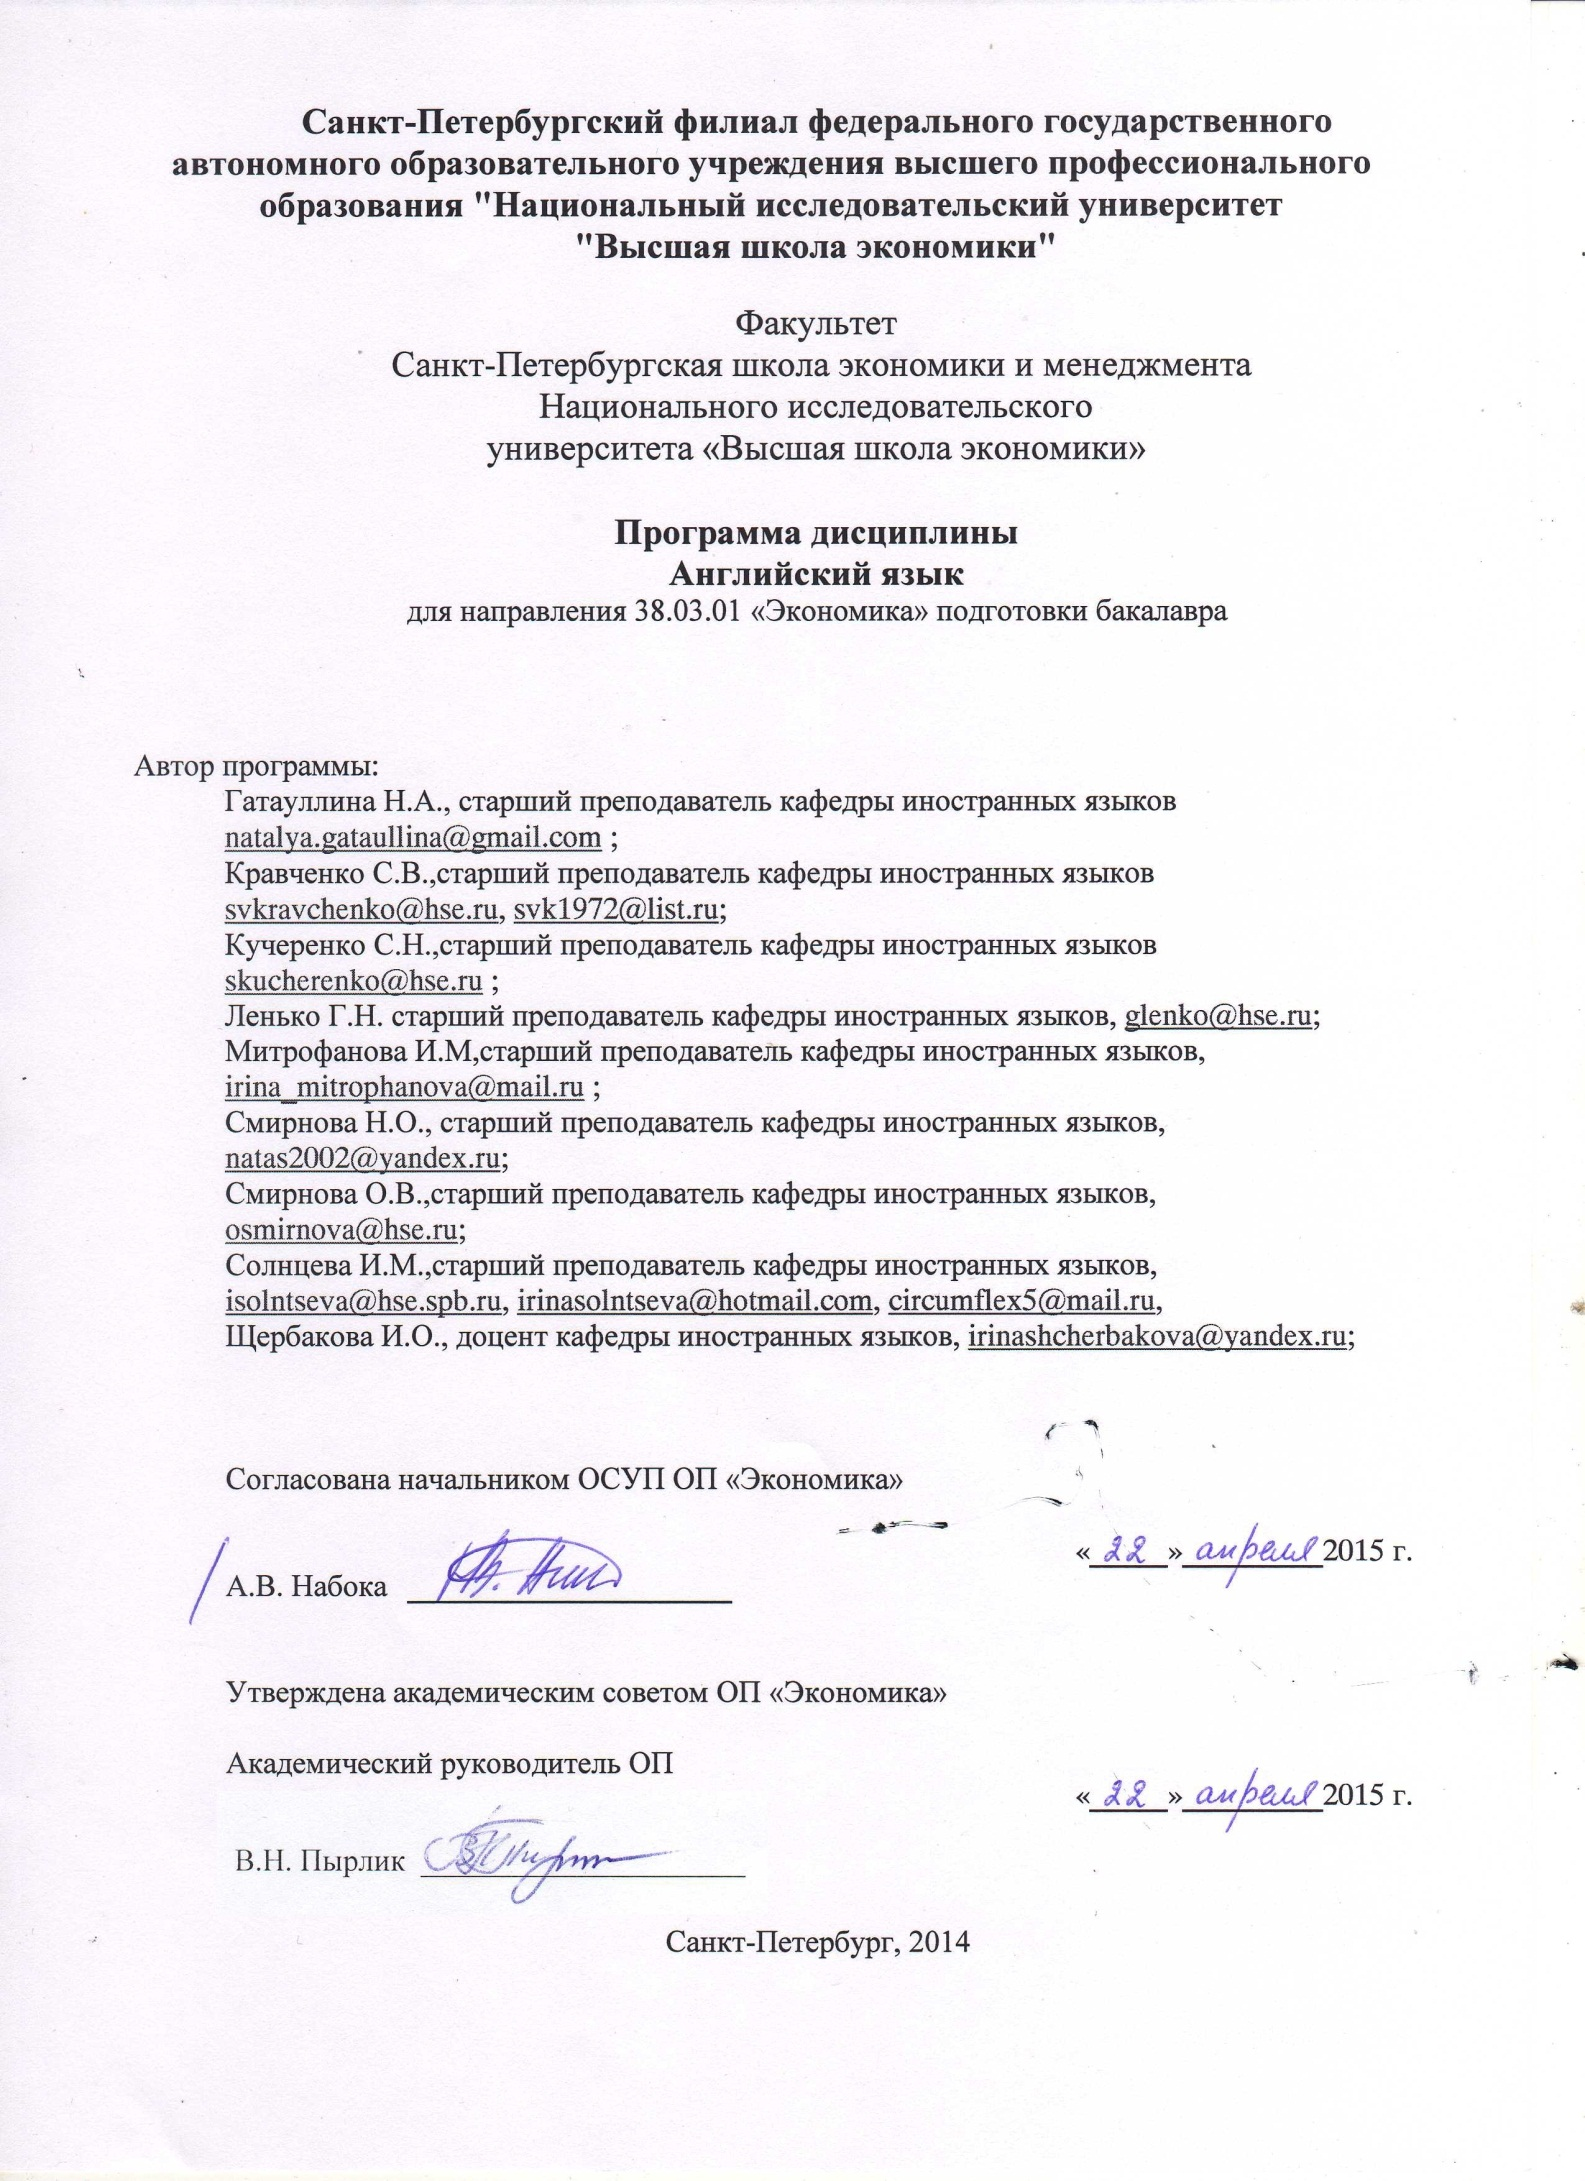 Санкт-Петербургский филиал федерального государственного
автономного образовательного учреждения высшего профессионального
образования "Национальный исследовательский университет
"Высшая школа экономики"
Факультет
Санкт-Петербургская школа экономики и менеджмента
Национального исследовательского
университета «Высшая школа экономики»
Программа дисциплины
Английский язык
для направления 38.03.01 «Экономика» подготовки бакалавра
Автор программы:
Гатауллина Н.А., старший преподаватель кафедры иностранных языков
natalya.gataullina@gmail.com ;
Кравченко С.В.,старший преподаватель кафедры иностранных языков
svkravchenko@hse.ru, svk1972@list.ru;
Кучеренко С.Н.,старший преподаватель кафедры иностранных языков
skucherenko@hse.ru ;
Ленько Г.Н. старший преподаватель кафедры иностранных языков, glenko@hse.ru;
Митрофанова И.М,старший преподаватель кафедры иностранных языков,
irina_mitrophanova@mail.ru ;
Смирнова Н.О., старший преподаватель кафедры иностранных языков,
natas2002@yandex.ru;
Смирнова О.В.,старший преподаватель кафедры иностранных языков,
osmirnova@hse.ru;
Солнцева И.М.,старший преподаватель кафедры иностранных языков,
isolntseva@hse.spb.ru, irinasolntseva@hotmail.com, circumflex5@mail.ru,
Щербакова И.О., доцент кафедры иностранных языков, irinashcherbakova@yandex.ru;
Согласована начальником ОСУП ОП «Экономика»
«22» апреля 2015 г.
А.В. Набока
Утверждена академическим советом ОП «Экономика»
Академический руководитель ОП
«22» апреля 2015 г.
В.Н. Пырлик
Санкт-Петербург, 2014